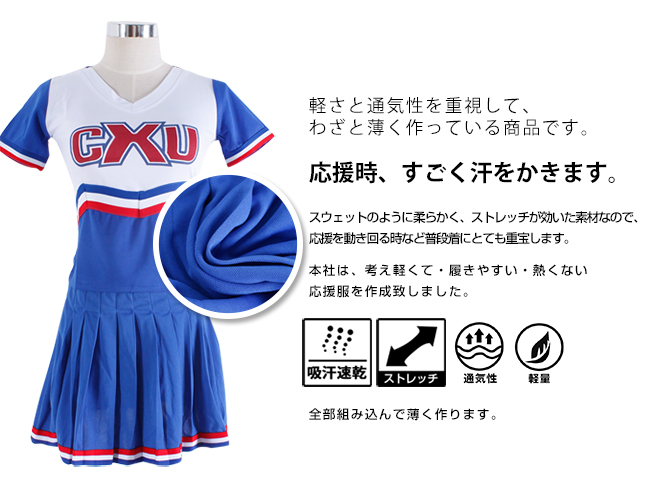 CXU
軽さと通気性を重視して、
わざと薄く作っている商品です。
応援時、すごく汗をかきます。
スウェットのように柔らかく、ストレッチが効いた素材なので、
応援を動き回る時など普段着にとても重宝します。
本社は、考え軽くて・履きやすい・熱くない
応援服を作成致しました。
吸汗速乾 ストレッチ 通気性 軽量
全部組み込んで薄く作ります。